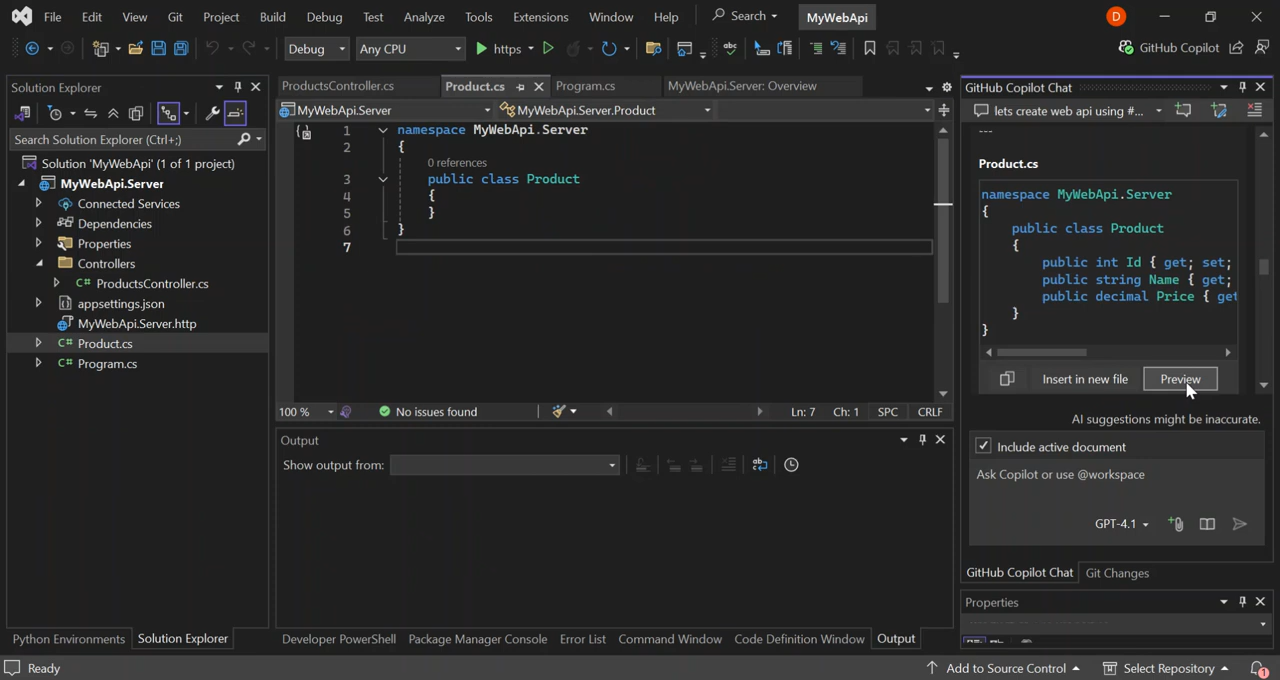 File Edit View Git Project Build Debug Test Analyze Tools Extensions Window Help Search MyWebApi D
Debug Any CPU https GitHub Copilot
Solution Explorer
Search Solution Explorer (Ctrl+;)
Solution 'MyWebApi' (1 of 1 project)
MyWebApi.Server
Connected Services
Dependencies
Properties
Controllers
C# ProductsController.cs
appsettings.json
MyWebApi.Server.http
C# Product.cs
C# Program.cs
Python Environments Solution Explorer
ProductsController.cs Product.cs Program.cs MyWebApi.Server: Overview
MyWebApi.Server MyWebApi.Server.Product
1 namespace MyWebApi.Server
2 {
0 references
3 public class Product
4 {
5 }
6 }
7
100 % No issues found Ln: 7 Ch: 1 SPC CRLF
Output
Show output from:
Developer PowerShell Package Manager Console Error List Command Window Code Definition Window Output
GitHub Copilot Chat
lets create web api using #...
---
Product.cs
namespace MyWebApi.Server
{
public class Product
{
public int Id { get; set;
public string Name { get;
public decimal Price { get
}
}
Insert in new file Preview
AI suggestions might be inaccurate.
Include active document
Ask Copilot or use @workspace
GPT-4.1
GitHub Copilot Chat Git Changes
Properties
Ready Add to Source Control Select Repository 1